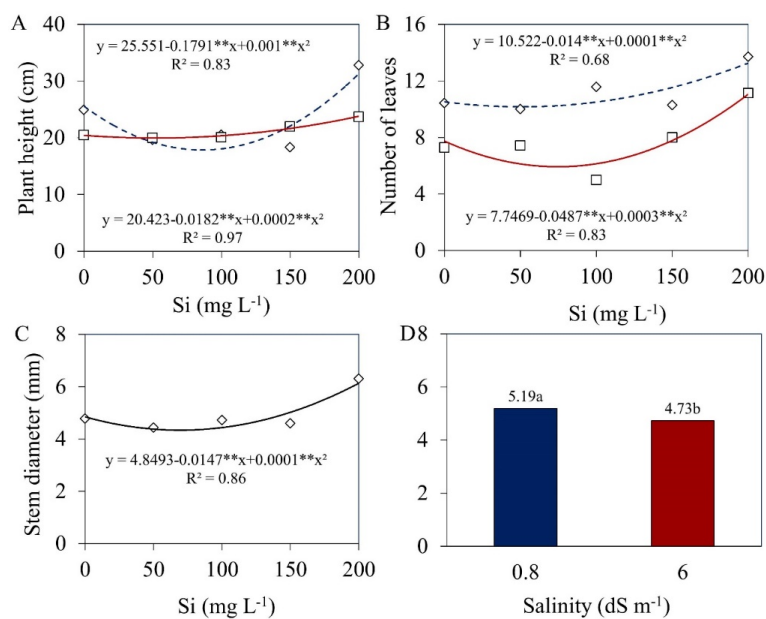 A
y = 25.551-0.1791**x+0.001**x²
R² = 0.83
y = 20.423-0.0182**x+0.0002**x²
R² = 0.97
Plant height (cm)
40
30
20
10
0
0 50 100 150 200
Si (mg L⁻¹)
B
y = 10.522-0.014**x+0.0001**x²
R² = 0.68
y = 7.7469-0.0487**x+0.0003**x²
R² = 0.83
Number of leaves
16
12
8
4
0
0 50 100 150 200
Si (mg L⁻¹)
C
y = 4.8493-0.0147**x+0.0001**x²
R² = 0.86
Stem diameter (mm)
8
6
4
2
0
0 50 100 150 200
Si (mg L⁻¹)
D
8
6
4
2
0
5.19a
4.73b
0.8 6
Salinity (dS m⁻¹)